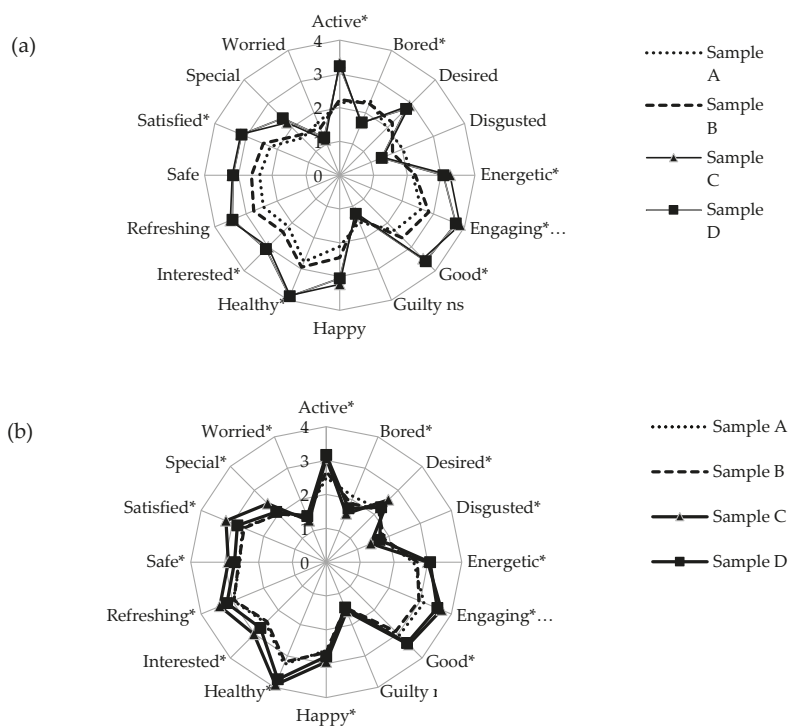 (a)
Active*
Worried
Bored*
Special
Desired
Satisfied*
Disgusted
Safe
Energetic*
Refreshing
Engaging*...
Interested*
Good*
Healthy*
Guilty ns
Happy
4
3
2
1
0
Sample
A
Sample
B
Sample
C
Sample
D
(b)
Active*
Worried*
Bored*
Special*
Desired*
Satisfied*
Disgusted*
Safe*
Energetic*
Refreshing*
Engaging*...
Interested*
Good*
Healthy*
Guilty
Happy*
4
3
2
1
0
Sample A
Sample B
Sample C
Sample D